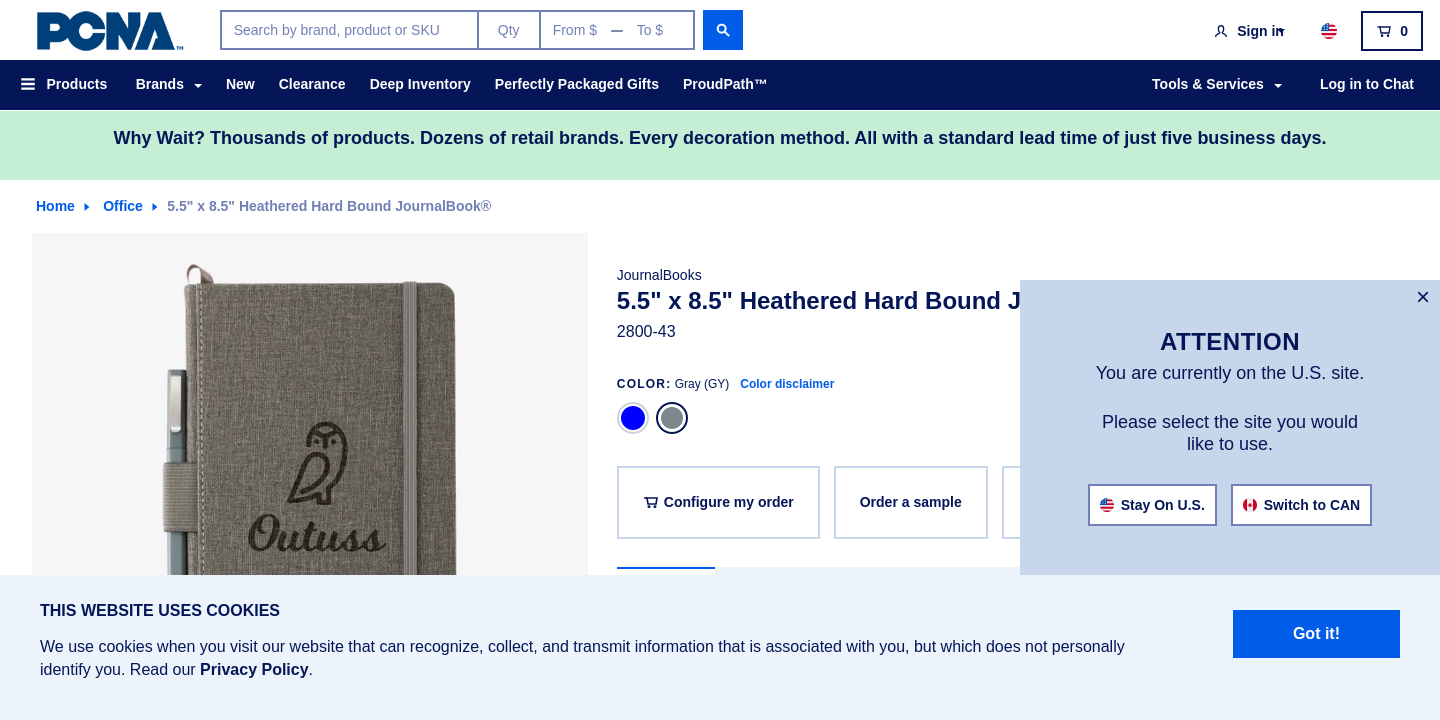 PCNA™
Search by brand, product or SKU
Qty
From $ — To $
Sign in
0
Products
Brands
New
Clearance
Deep Inventory
Perfectly Packaged Gifts
ProudPath™
Tools & Services
Log in to Chat
Why Wait? Thousands of products. Dozens of retail brands. Every decoration method. All with a standard lead time of just five business days.
Home
Office
5.5" x 8.5" Heathered Hard Bound JournalBook®
Outuss
JournalBooks
5.5" x 8.5" Heathered Hard Bound J
2800-43
COLOR: Gray (GY) Color disclaimer
Configure my order
Order a sample
×
ATTENTION
You are currently on the U.S. site.
Please select the site you would
like to use.
Stay On U.S.
Switch to CAN
THIS WEBSITE USES COOKIES
We use cookies when you visit our website that can recognize, collect, and transmit information that is associated with you, but which does not personally
identify you. Read our Privacy Policy.
Got it!